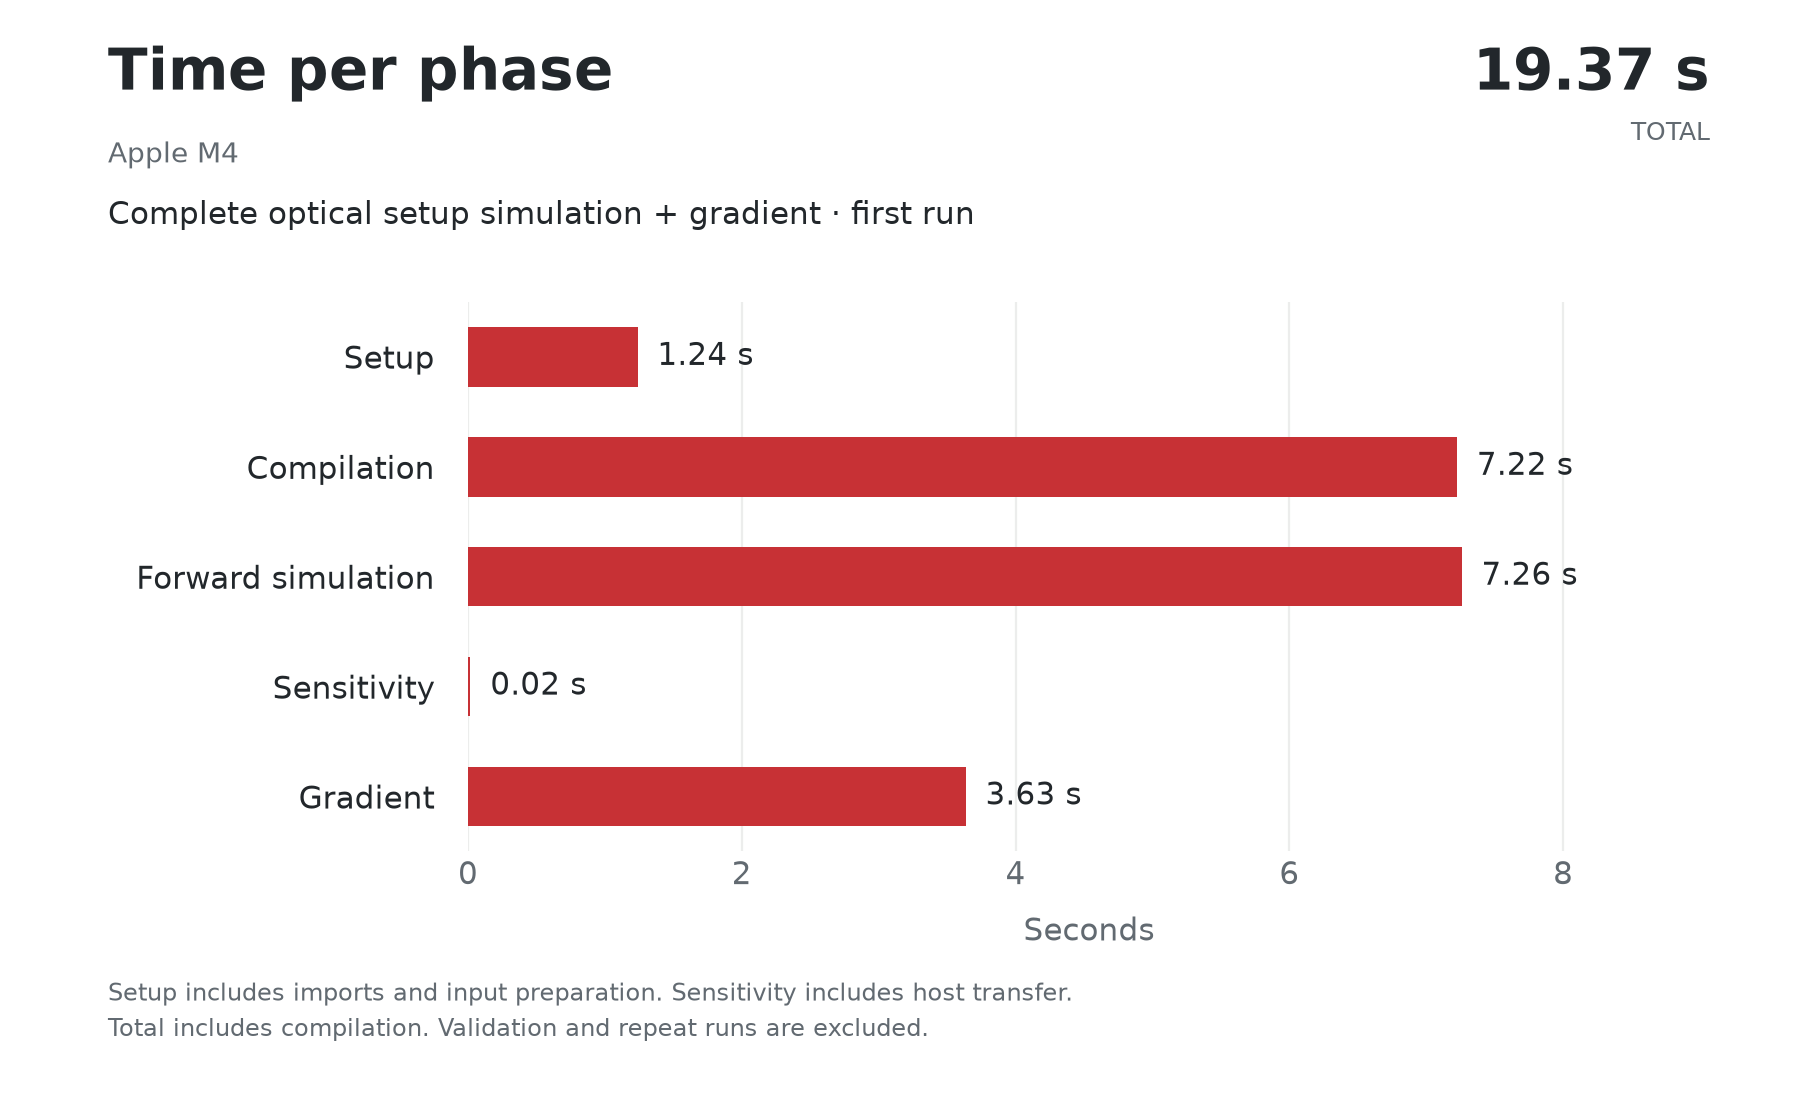 Time per phase
19.37 s
TOTAL
Apple M4
Complete optical setup simulation + gradient · first run
Setup
1.24 s
Compilation
7.22 s
Forward simulation
7.26 s
Sensitivity
0.02 s
Gradient
3.63 s
0 2 4 6 8
Seconds
Setup includes imports and input preparation. Sensitivity includes host transfer.
Total includes compilation. Validation and repeat runs are excluded.